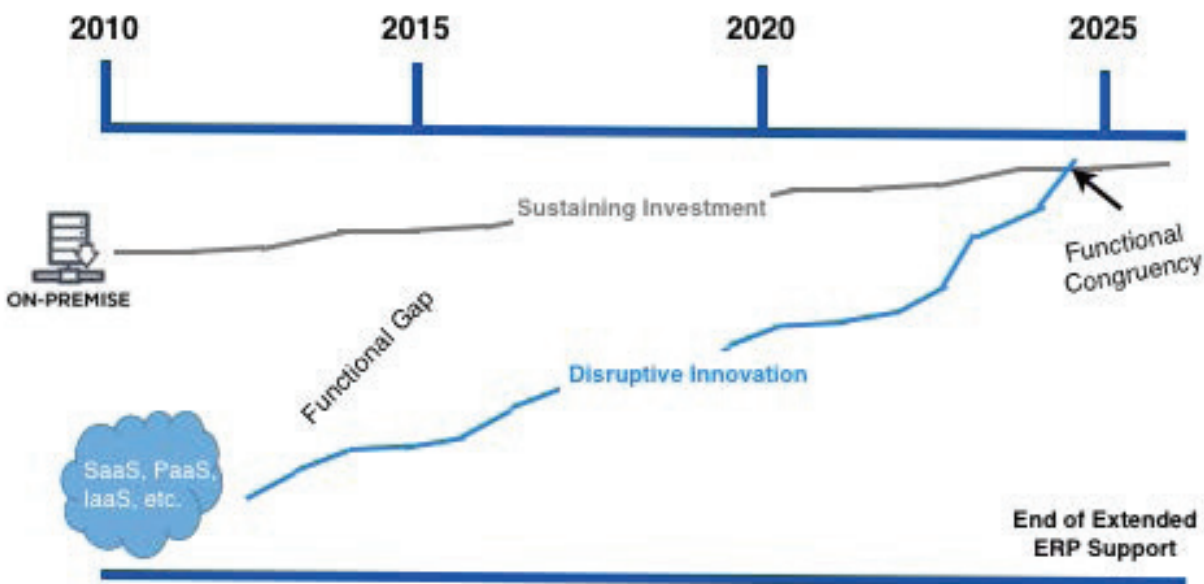 2010 2015 2020 2025
Sustaining Investment
ON-PREMISE
Functional
Congruency
Functional Gap
Disruptive Innovation
SaaS, PaaS,
IaaS, etc.
End of Extended
ERP Support